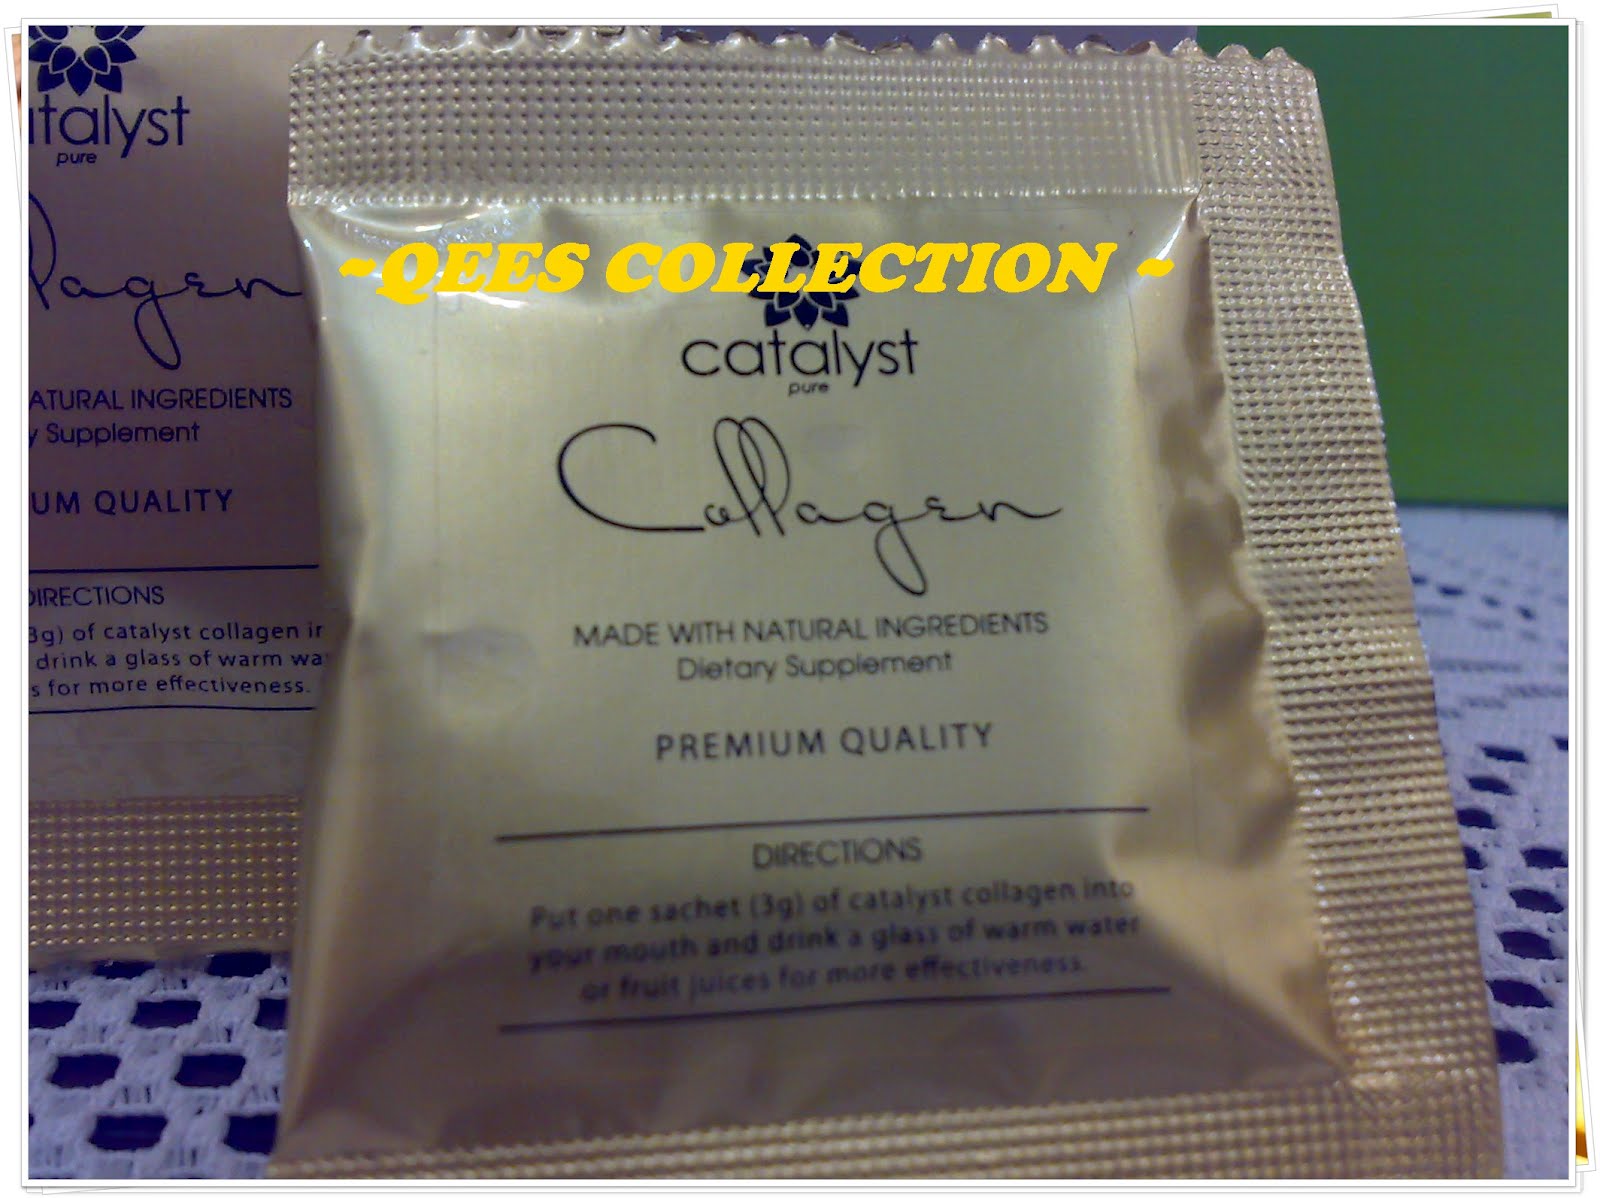 atalyst
pure
llagen
ATURAL INGREDIENTS
y Supplement
UM QUALITY
DIRECTIONS
3g) of catalyst collagen in
drink a glass of warm wa
s for more effectiveness.
~QEES COLLECTION ~
catalyst
pure
Collagen
MADE WITH NATURAL INGREDIENTS
Dietary Supplement
PREMIUM QUALITY
DIRECTIONS
Put one sachet (3g) of catalyst collagen into
your mouth and drink a glass of warm water
or fruit juices for more effectiveness.